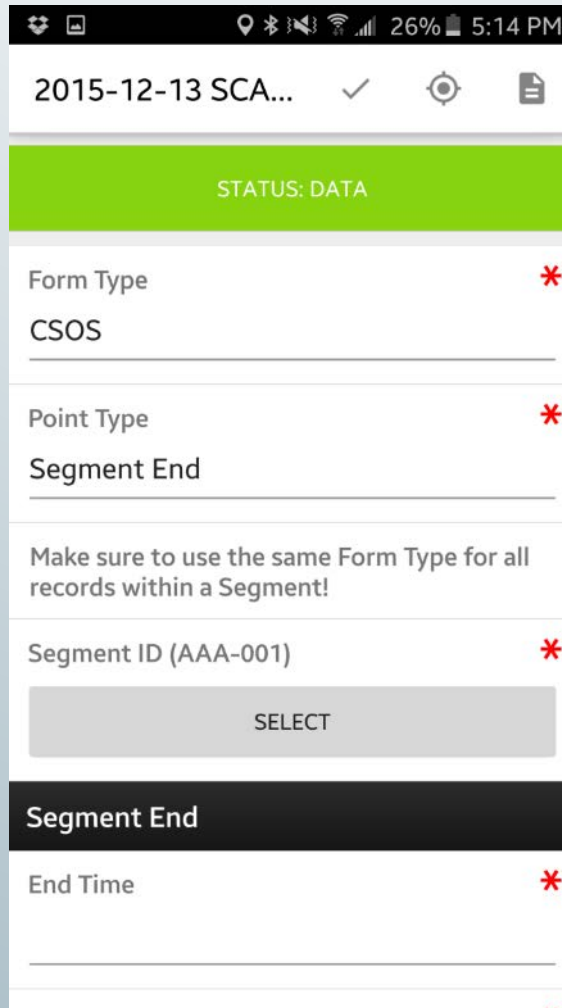 26% 5:14 PM
2015-12-13 SCA...
STATUS: DATA
Form Type *
CSOS
Point Type *
Segment End
Make sure to use the same Form Type for all
records within a Segment!
Segment ID (AAA-001) *
SELECT
Segment End
End Time *